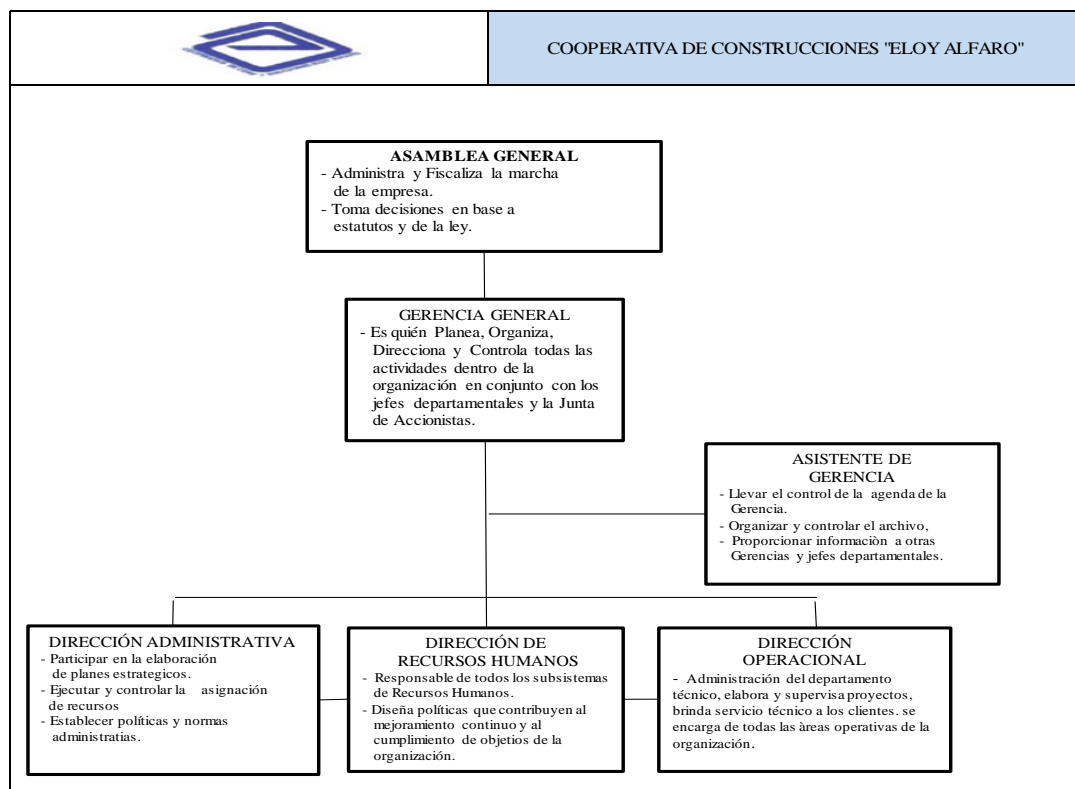 COOPERATIVA DE CONSTRUCCIONES "ELOY ALFARO"
ASAMBLEA GENERAL
- Administra y Fiscaliza la marcha
de la empresa.
- Toma decisiones en base a
estatutos y de la ley.
GERENCIA GENERAL
- Es quién Planea, Organiza,
Direcciona y Controla todas las
actividades dentro de la
organización en conjunto con los
jefes departamentales y la Junta
de Accionistas.
ASISTENTE DE
GERENCIA
- Llevar el control de la agenda de la
Gerencia.
- Organizar y controlar el archivo,
- Proporcionar informaciòn a otras
Gerencias y jefes departamentales.
DIRECCIÓN ADMINISTRATIVA
- Participar en la elaboración
de planes estrategicos.
- Ejecutar y controlar la asignación
de recursos
- Establecer políticas y normas
administratias.
DIRECCIÓN DE
RECURSOS HUMANOS
- Responsable de todos los subsistemas
de Recursos Humanos.
- Diseña políticas que contribuyen al
mejoramiento continuo y al
cumplimiento de objetios de la
organización.
DIRECCIÓN
OPERACIONAL
- Administración del departamento
técnico, elabora y supervisa proyectos,
brinda servicio técnico a los clientes. se
encarga de todas las àreas operativas de la
organización.